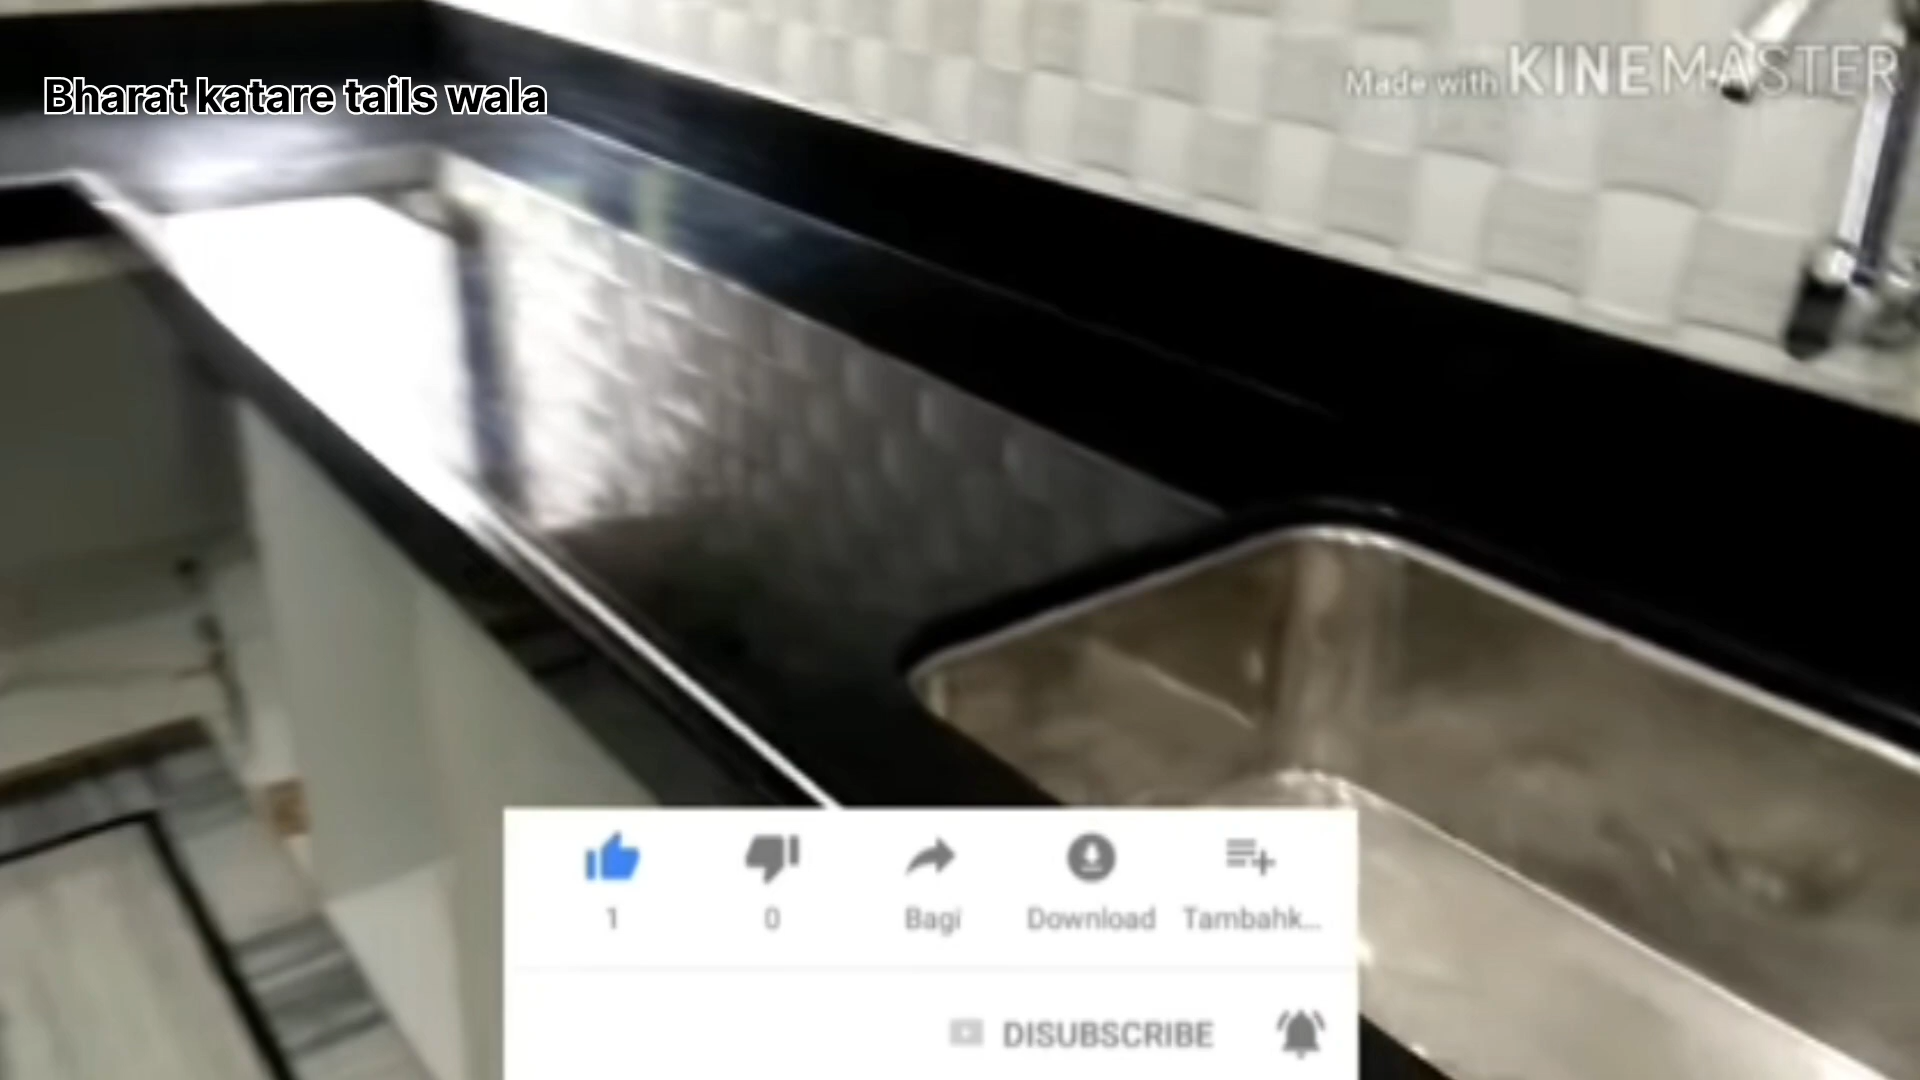 Bharat katare tails wala
Made with KINEMASTER
1
0
Bagi
Download
Tambahk...
DISUBSCRIBE